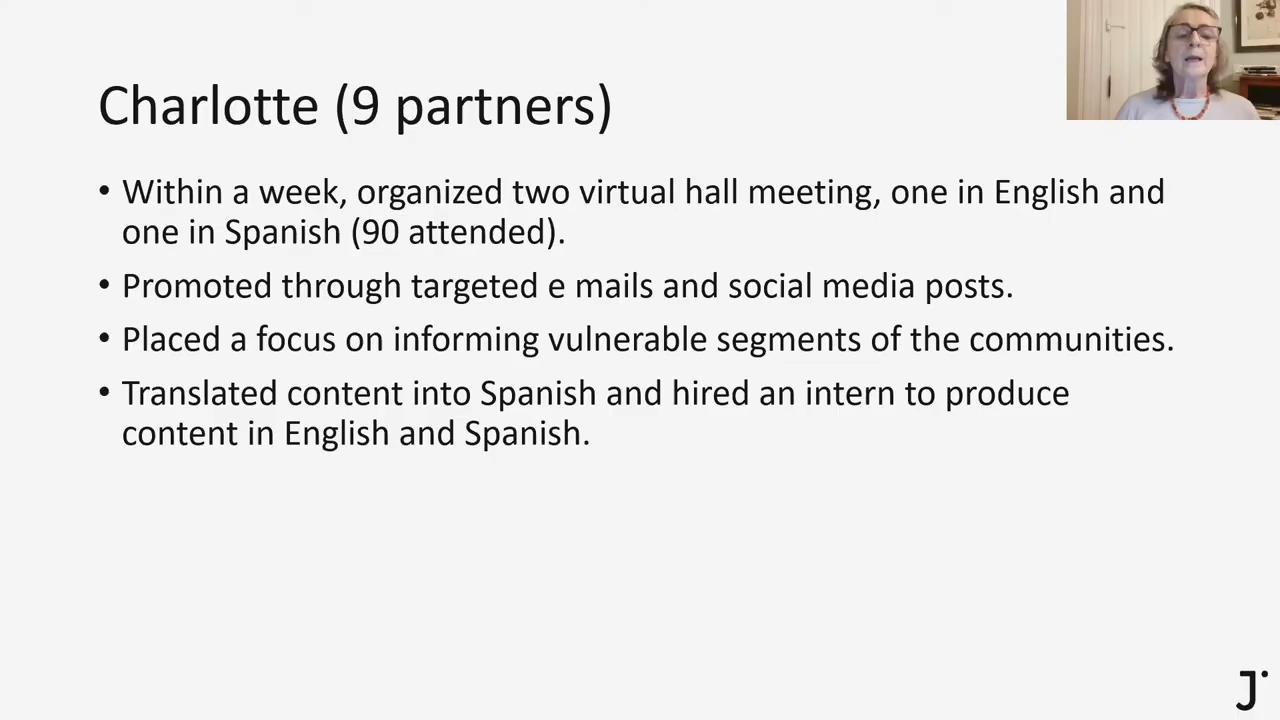 Charlotte (9 partners)
• Within a week, organized two virtual hall meeting, one in English and
one in Spanish (90 attended).
• Promoted through targeted e mails and social media posts.
• Placed a focus on informing vulnerable segments of the communities.
• Translated content into Spanish and hired an intern to produce
content in English and Spanish.
J